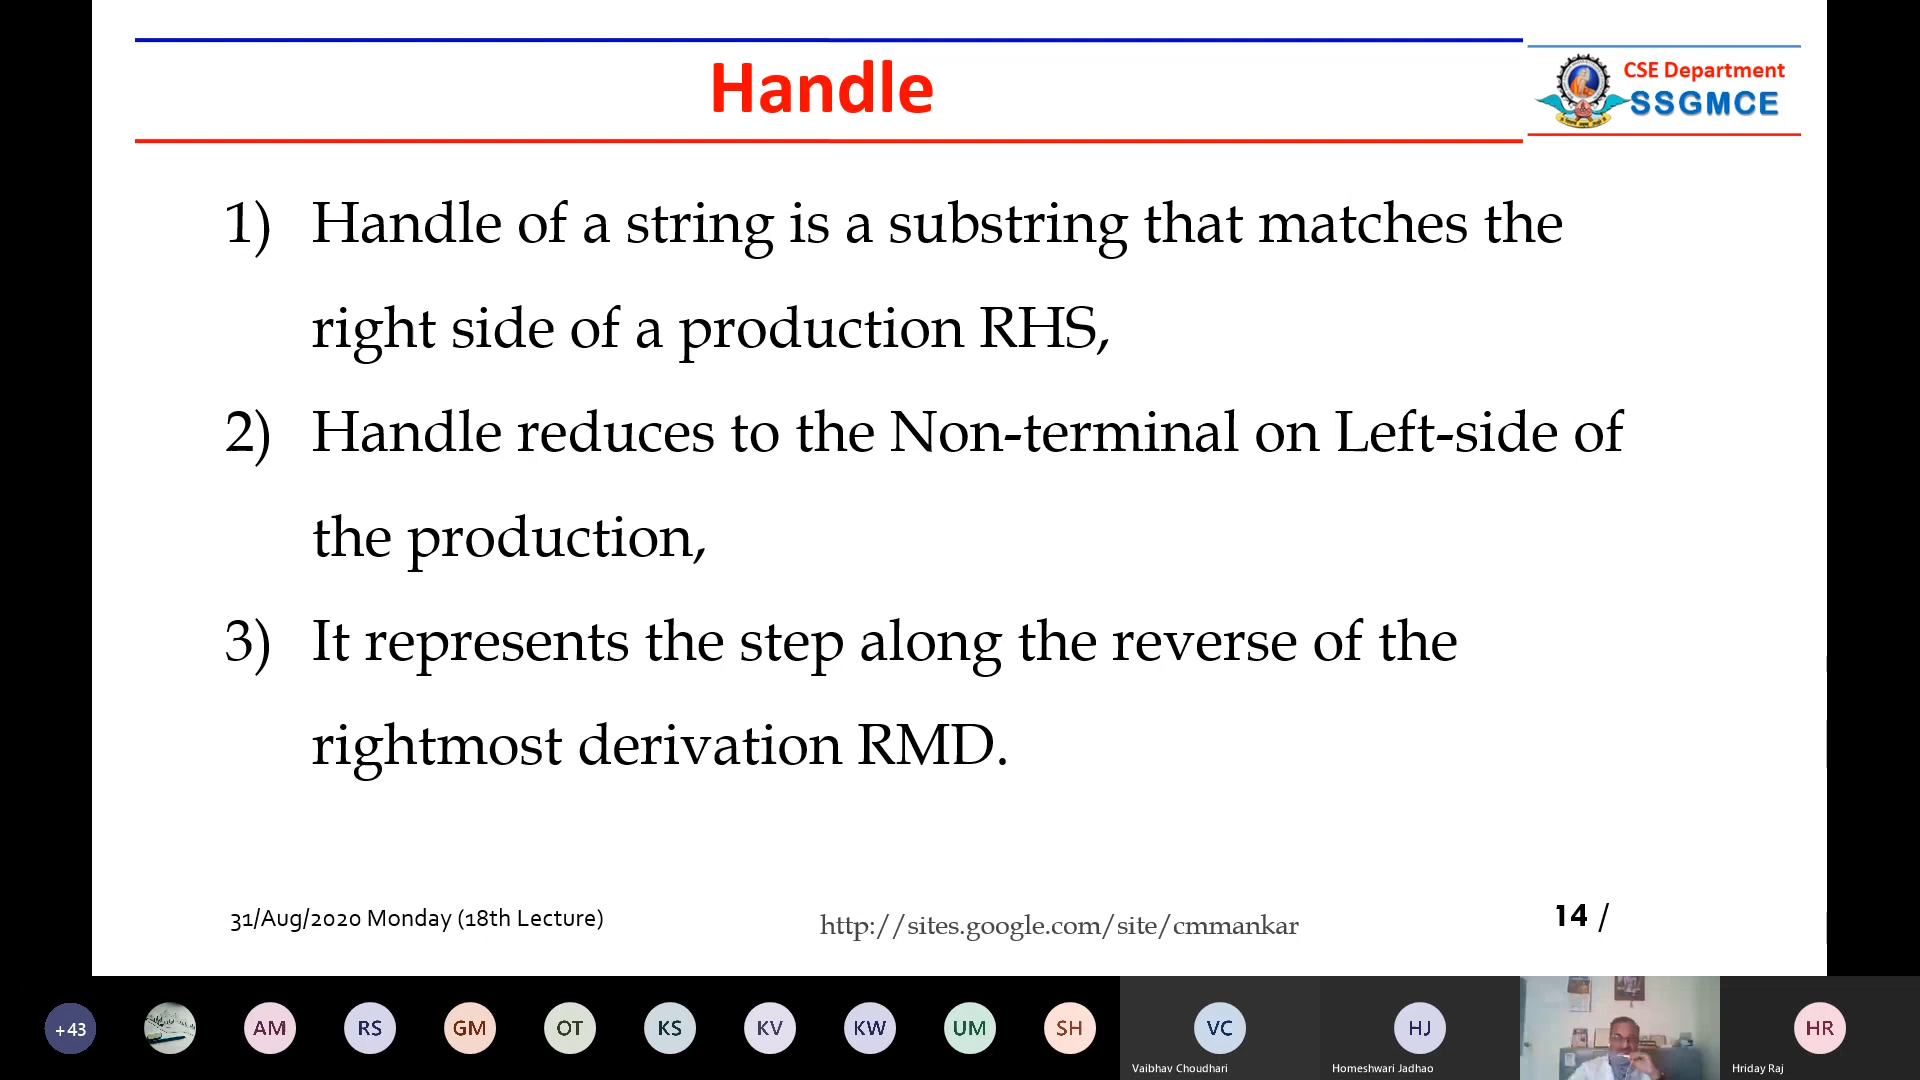 Handle
CSE Department
SSGMCE
1) Handle of a string is a substring that matches the
right side of a production RHS,
2) Handle reduces to the Non-terminal on Left-side of
the production,
3) It represents the step along the reverse of the
rightmost derivation RMD.
31/Aug/2020 Monday (18th Lecture)
http://sites.google.com/site/cmmankar
14 /
+43
AM
RS
GM
OT
KS
KV
KW
UM
SH
VC
HJ
HR
Vaibhav Choudhari
Homeshwari Jadhao
Hriday Raj